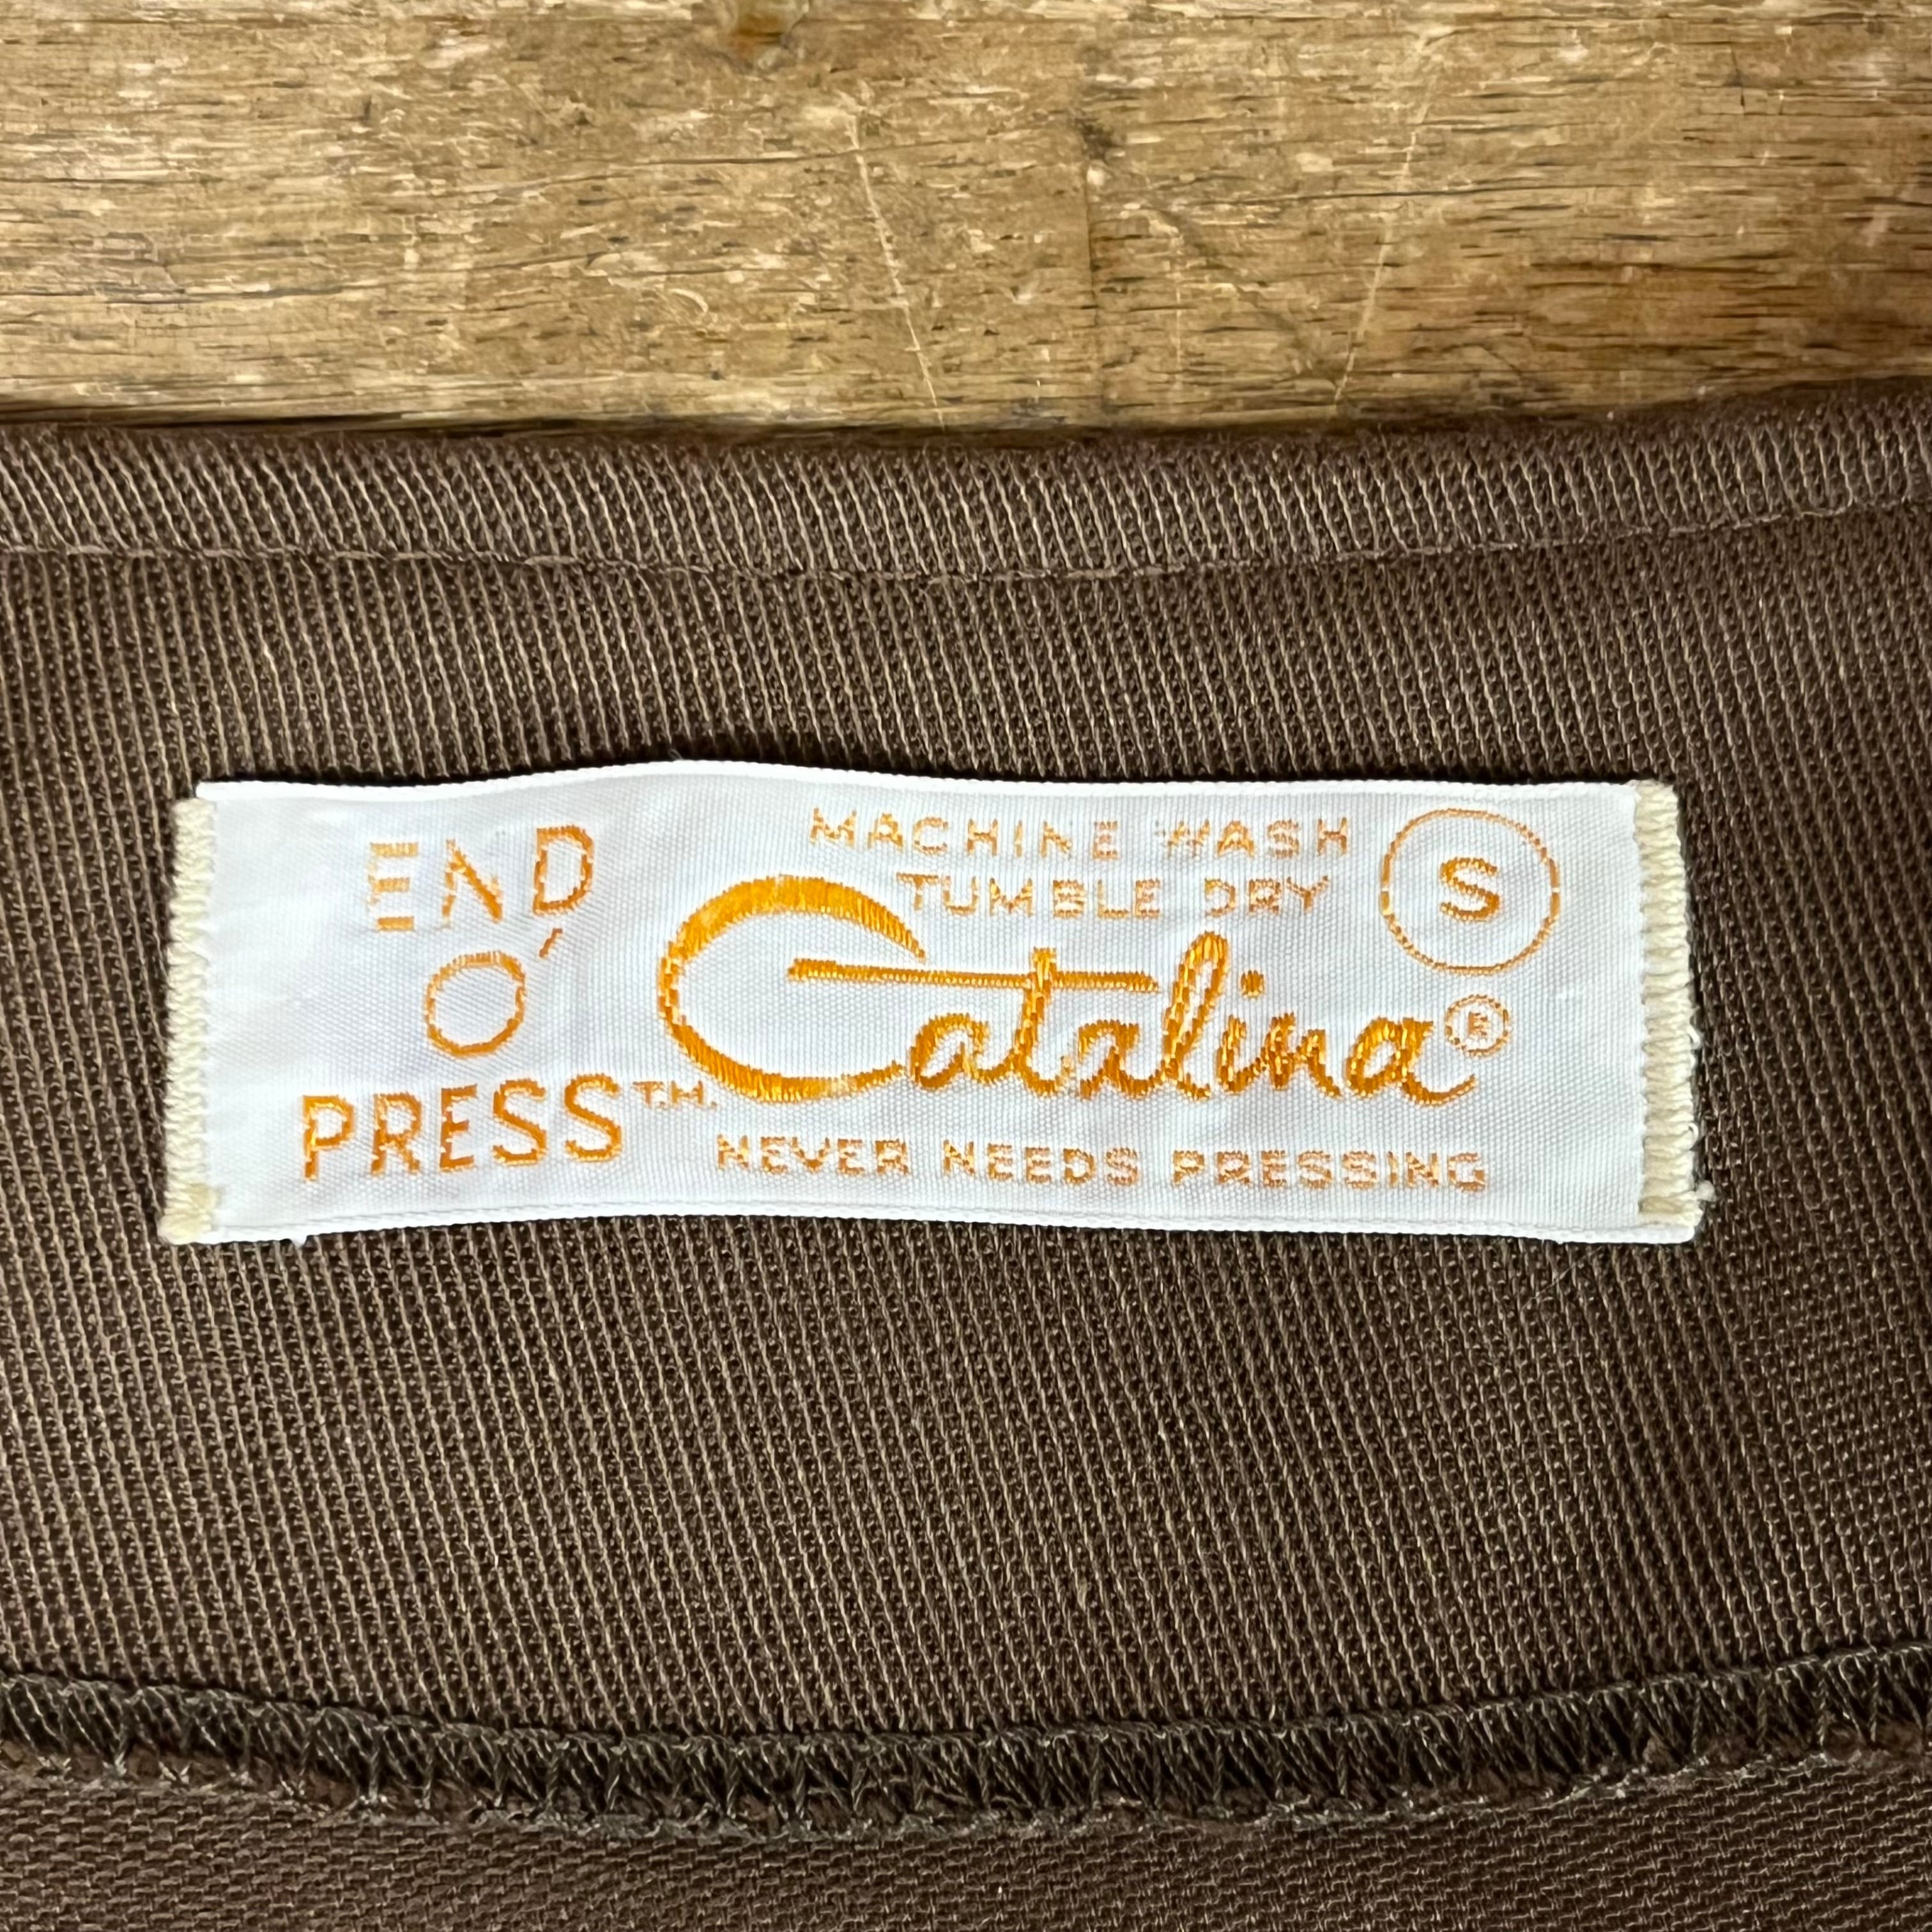 END
O'
PRESS T.M.
MACHINE WASH
TUMBLE DRY
S
Catalina ®
NEVER NEEDS PRESSING